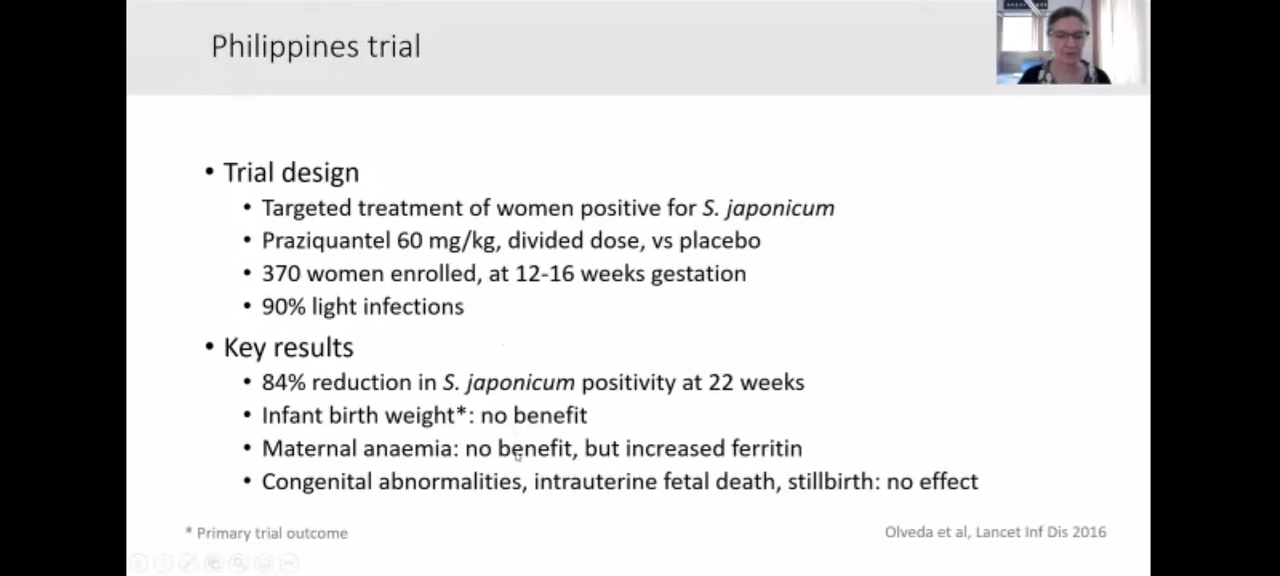 Philippines trial
• Trial design
• Targeted treatment of women positive for S. japonicum
• Praziquantel 60 mg/kg, divided dose, vs placebo
• 370 women enrolled, at 12-16 weeks gestation
• 90% light infections
• Key results
• 84% reduction in S. japonicum positivity at 22 weeks
• Infant birth weight*: no benefit
• Maternal anaemia: no benefit, but increased ferritin
• Congenital abnormalities, intrauterine fetal death, stillbirth: no effect
* Primary trial outcome
Olveda et al, Lancet Inf Dis 2016